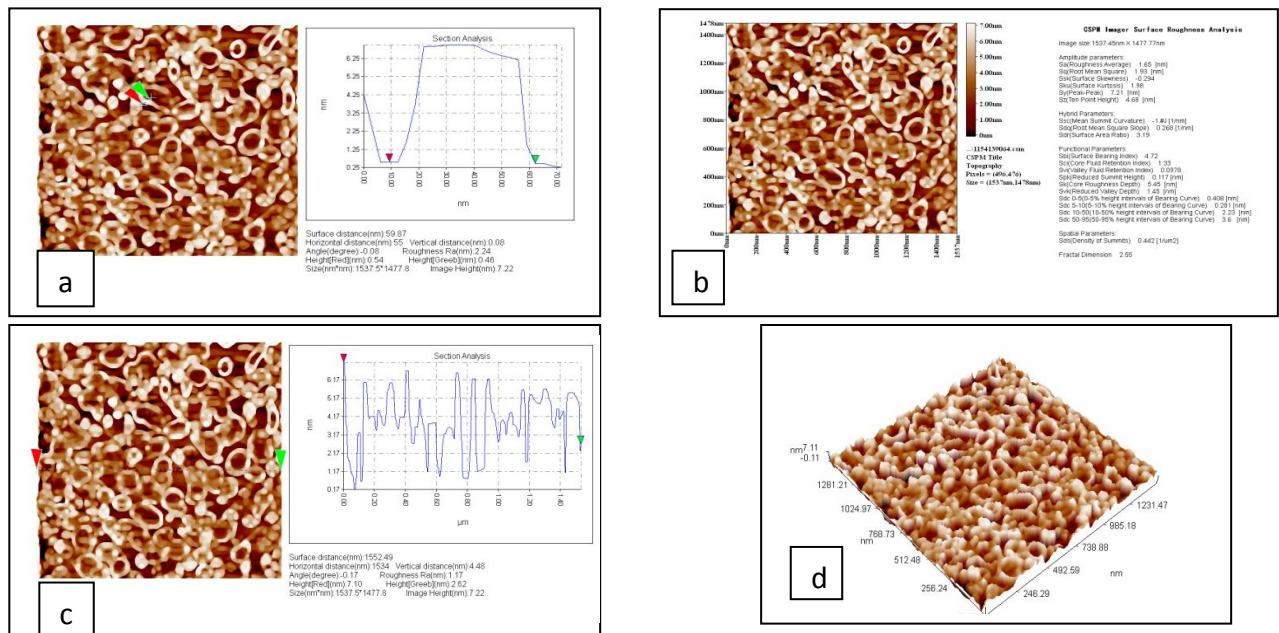 Section Analysis
6.25
5.25
4.25
3.25
2.25
1.25
0.25
nm
0.00
10.00
20.00
30.00
40.00
50.00
60.00
70.00
nm
Surface distance(nm):59.87
Horizontal distance(nm):55 Vertical distance(nm):0.08
Angle(degree):-0.08 Roughness Ra(nm):2.24
Height[Red](nm):0.54 Height[Greeb](nm):0.46
Size(nm*nm):1537.5*1477.8 Image Height(nm):7.22
a
1478nm
1400nm
1200nm
1000nm
800nm
600nm
400nm
200nm
0nm
0nm
200nm
400nm
600nm
800nm
1000nm
1200nm
1400nm
1537nm
7.00nm
6.00nm
5.00nm
4.00nm
3.00nm
2.00nm
1.00nm
0nm
...\1154139064.csm
CSPM Title
Topography
Pixels = (496,476)
Size = (1537nm,1478nm)
CSPM Imager Surface Roughness Analysis
Image size 1537.45nm X 1477.77nm
Amplitude parameters:
Sa(Roughness Average) 1.65 [nm]
Sq(Root Mean Square) 1.93 [nm]
Ssk(Surface Skewness) -0.294
Sku(Surface Kurtosis) 1.98
Sy(Peak-Peak) 7.21 [nm]
Sz(Ten Point Height) 4.68 [nm]
Hybrid Parameters:
Ssc(Mean Summit Curvature) -1.#J [1/nm]
Sdq(Root Mean Square Slope) 0.268 [1/nm]
Sdr(Surface Area Ratio) 3.19
Functional Parameters:
Sbi(Surface Bearing Index) 4.72
Sci(Core Fluid Retention Index) 1.33
Svi(Valley Fluid Retention Index) 0.0978
Spk(Reduced Summit Height) 0.117 [nm]
Sk(Core Roughness Depth) 5.45 [nm]
Svk(Reduced Valley Depth) 1.45 [nm]
Sdc 0-5(0-5% height intervals of Bearing Curve) 0.408 [nm]
Sdc 5-10(5-10% height intervals of Bearing Curve) 0.281 [nm]
Sdc 10-50(10-50% height intervals of Bearing Curve) 2.23 [nm]
Sdc 50-95(50-95% height intervals of Bearing Curve) 3.6 [nm]
Spatial Parameters:
Sds(Density of Summits) 0.442 [1/um2]
Fractal Dimension 2.66
b
Section Analysis
6.17
5.17
4.17
3.17
2.17
1.17
0.17
nm
0.00
0.20
0.40
0.60
0.80
1.00
1.20
1.40
µm
Surface distance(nm):1552.49
Horizontal distance(nm):1534 Vertical distance(nm):4.48
Angle(degree):-0.17 Roughness Ra(nm):1.17
Height[Red](nm):7.10 Height[Greeb](nm):2.62
Size(nm*nm):1537.5*1477.8 Image Height(nm):7.22
c
nm 7.11
-0.11
1281.21
1024.97
768.73
nm
512.48
256.24
1231.47
985.18
738.88
nm
492.59
246.29
d